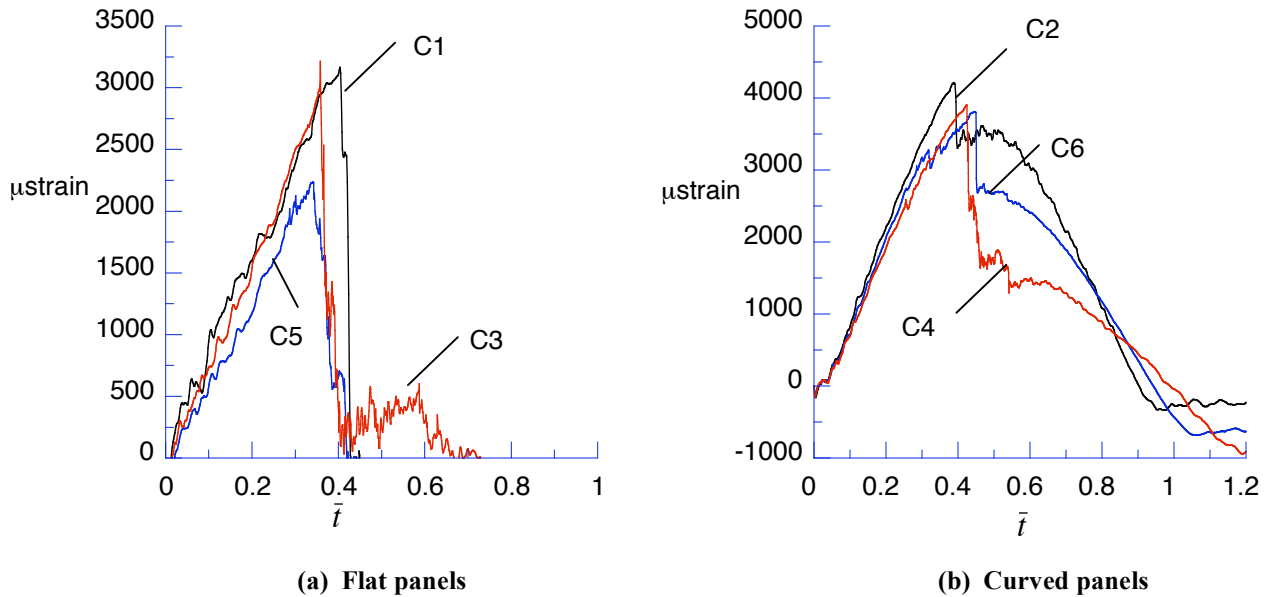 3500
3000
2500
2000
1500
1000
500
0
μstrain
C1
C5
C3
0 0.2 0.4 0.6 0.8 1
t̄
(a) Flat panels
5000
4000
3000
2000
1000
0
-1000
μstrain
C2
C6
C4
0 0.2 0.4 0.6 0.8 1 1.2
t̄
(b) Curved panels